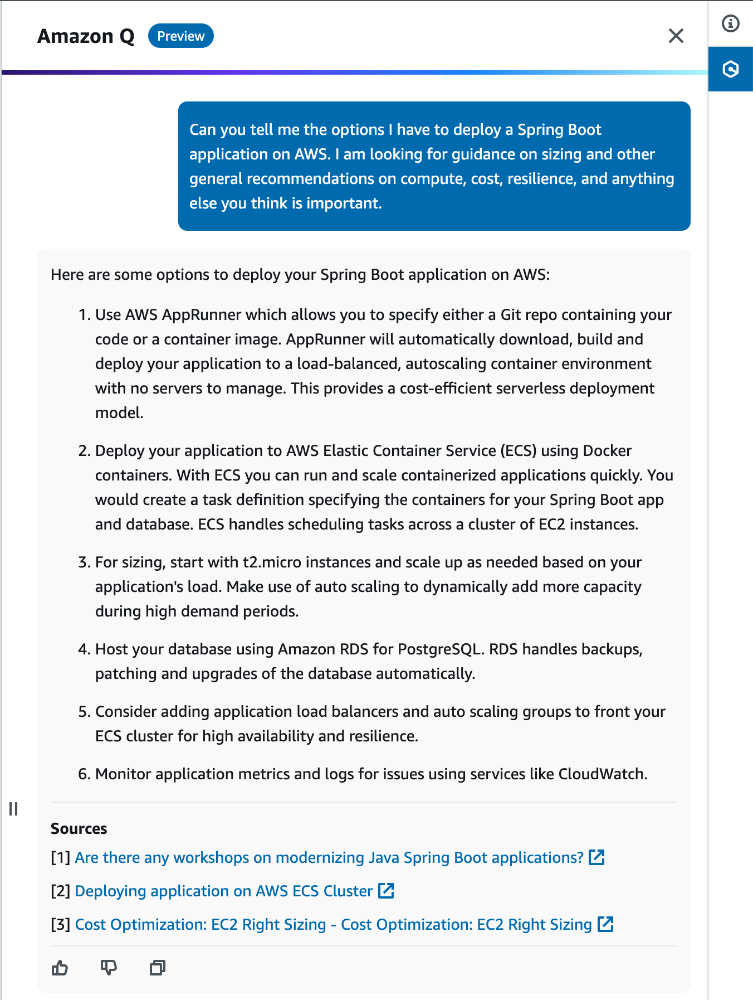 Amazon Q Preview
Can you tell me the options I have to deploy a Spring Boot
application on AWS. I am looking for guidance on sizing and other
general recommendations on compute, cost, resilience, and anything
else you think is important.
Here are some options to deploy your Spring Boot application on AWS:
1. Use AWS AppRunner which allows you to specify either a Git repo containing your
code or a container image. AppRunner will automatically download, build and
deploy your application to a load-balanced, autoscaling container environment
with no servers to manage. This provides a cost-efficient serverless deployment
model.
2. Deploy your application to AWS Elastic Container Service (ECS) using Docker
containers. With ECS you can run and scale containerized applications quickly. You
would create a task definition specifying the containers for your Spring Boot app
and database. ECS handles scheduling tasks across a cluster of EC2 instances.
3. For sizing, start with t2.micro instances and scale up as needed based on your
application's load. Make use of auto scaling to dynamically add more capacity
during high demand periods.
4. Host your database using Amazon RDS for PostgreSQL. RDS handles backups,
patching and upgrades of the database automatically.
5. Consider adding application load balancers and auto scaling groups to front your
ECS cluster for high availability and resilience.
6. Monitor application metrics and logs for issues using services like CloudWatch.
Sources
[1] Are there any workshops on modernizing Java Spring Boot applications?
[2] Deploying application on AWS ECS Cluster
[3] Cost Optimization: EC2 Right Sizing - Cost Optimization: EC2 Right Sizing